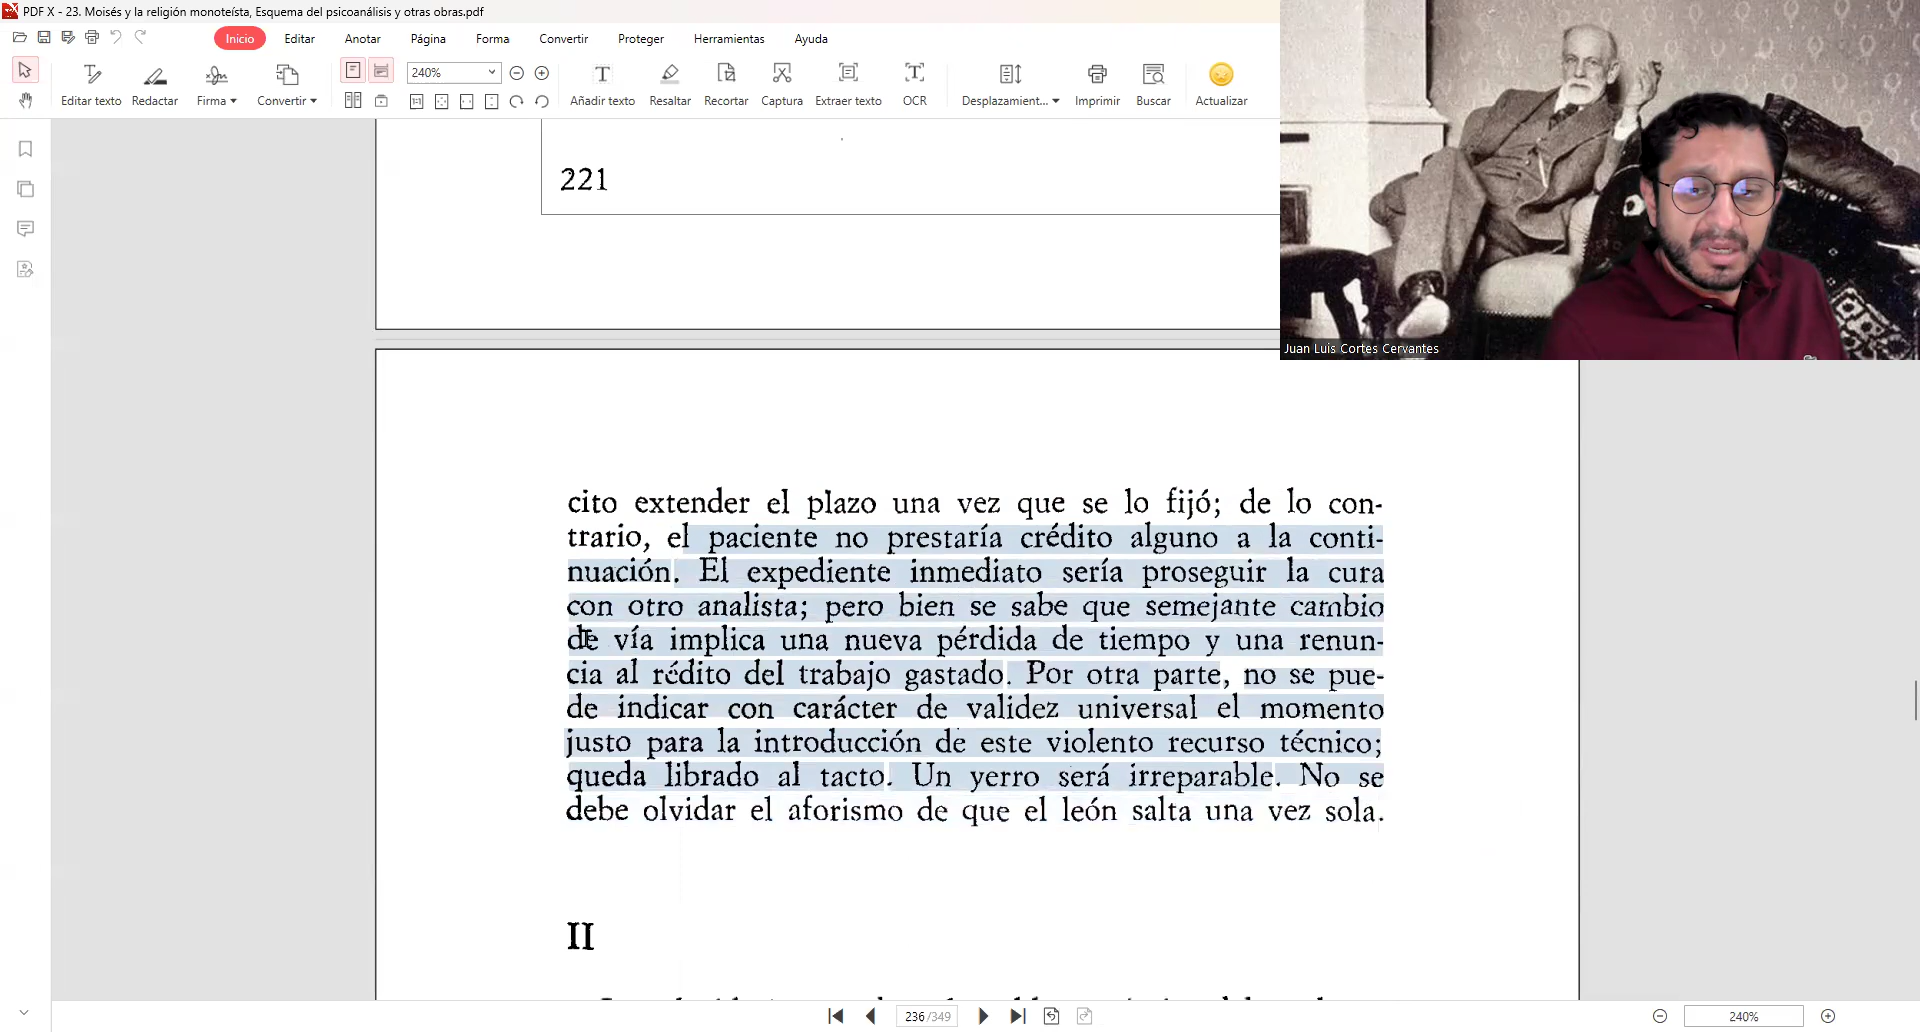 PDF X - 23. Moisés y la religión monoteísta, Esquema del psicoanálisis y otras obras.pdf
Inicio Editar Anotar Página Forma Convertir Proteger Herramientas Ayuda
240%
Editar texto Redactar Firma Convertir Añadir texto Resaltar Recortar Captura Extraer texto OCR Desplazamient... Imprimir Buscar Actualizar
221
Juan Luis Cortes Cervantes
cito extender el plazo una vez que se lo fijó; de lo con-
trario, el paciente no prestaría crédito alguno a la conti-
nuación. El expediente inmediato sería proseguir la cura
con otro analista; pero bien se sabe que semejante cambio
de vía implica una nueva pérdida de tiempo y una renun-
cia al rédito del trabajo gastado. Por otra parte, no se pue-
de indicar con carácter de validez universal el momento
justo para la introducción de este violento recurso técnico;
queda librado al tacto. Un yerro será irreparable. No se
debe olvidar el aforismo de que el león salta una vez sola.
II
236 /349
240%